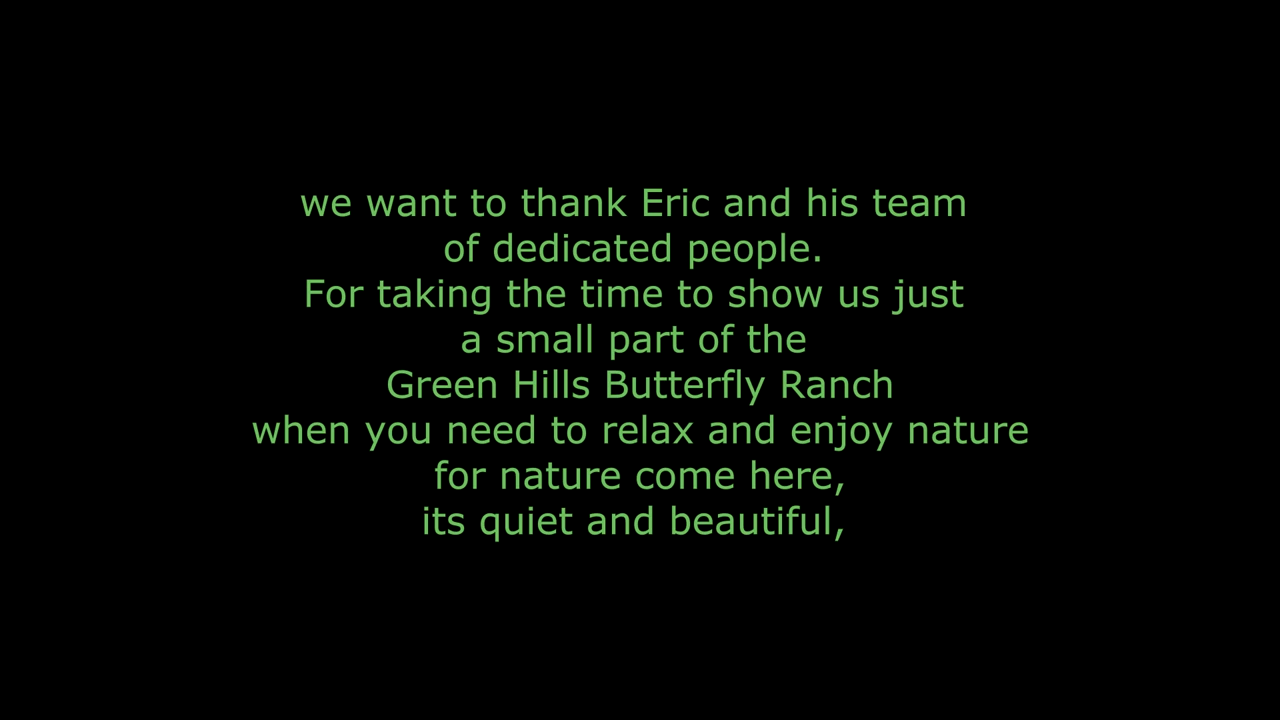 we want to thank Eric and his team
of dedicated people.
For taking the time to show us just
a small part of the
Green Hills Butterfly Ranch
when you need to relax and enjoy nature
for nature come here,
its quiet and beautiful,